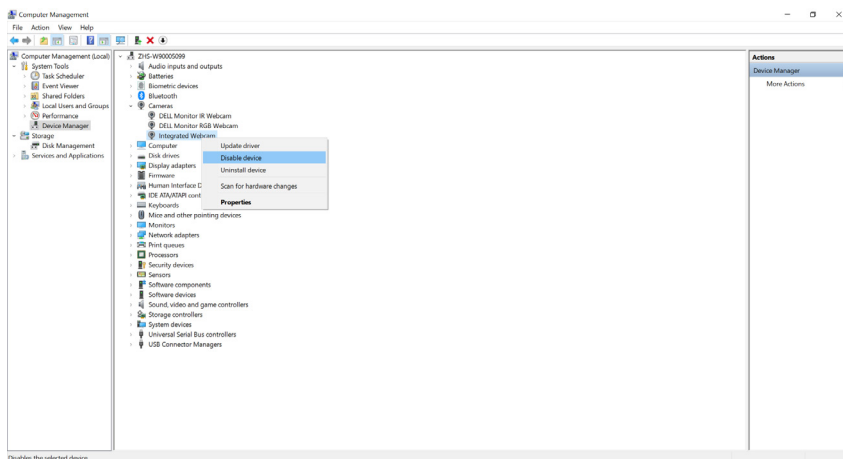 Computer Management
File Action View Help
Computer Management (Local)
System Tools
Task Scheduler
Event Viewer
Shared Folders
Local Users and Groups
Performance
Device Manager
Storage
Disk Management
Services and Applications
ZHS-W90005099
Audio inputs and outputs
Batteries
Biometric devices
Bluetooth
Cameras
DELL Monitor IR Webcam
DELL Monitor RGB Webcam
Integrated Webcam
Computer
Disk drives
Display adapters
Firmware
Human Interface D
IDE ATA/ATAPI cont
Keyboards
Mice and other pointing devices
Monitors
Network adapters
Print queues
Processors
Security devices
Sensors
Software components
Software devices
Sound, video and game controllers
Storage controllers
System devices
Universal Serial Bus controllers
USB Connector Managers
Update driver
Disable device
Uninstall device
Scan for hardware changes
Properties
Actions
Device Manager
More Actions
Disables the selected device.